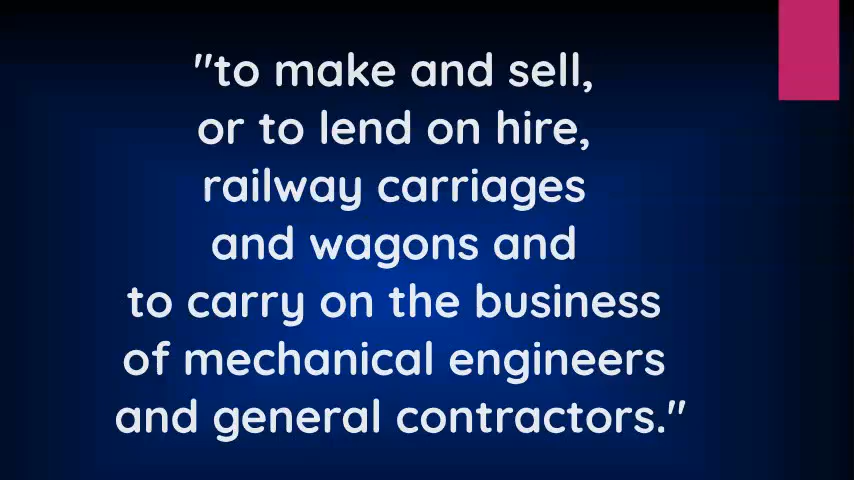 "to make and sell,
or to lend on hire,
railway carriages
and wagons and
to carry on the business
of mechanical engineers
and general contractors."